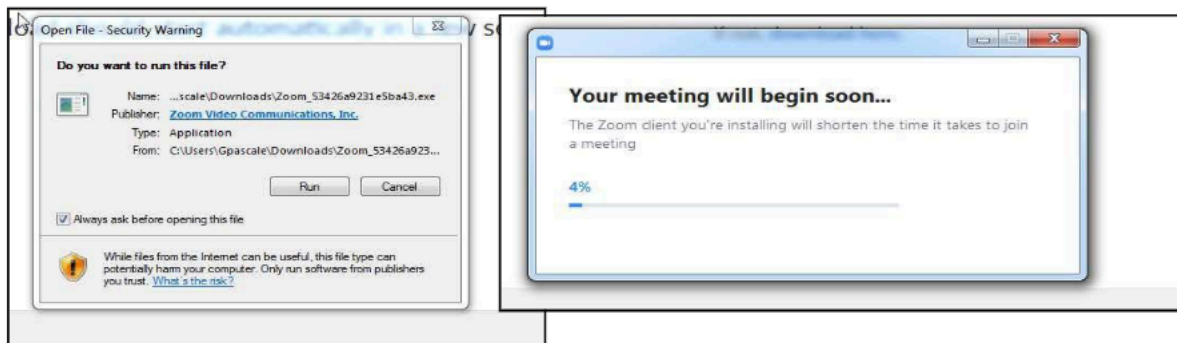 Open File - Security Warning
Do you want to run this file?
Name: ...scale\Downloads\Zoom_53426a9231e5ba43.exe
Publisher: Zoom Video Communications, Inc.
Type: Application
From: C:\Users\Gpascale\Downloads\Zoom_53426a923...
Run Cancel
Always ask before opening this file
While files from the Internet can be useful, this file type can
potentially harm your computer. Only run software from publishers
you trust. What's the risk?
If not, download here.
Your meeting will begin soon...
The Zoom client you're installing will shorten the time it takes to join
a meeting
4%